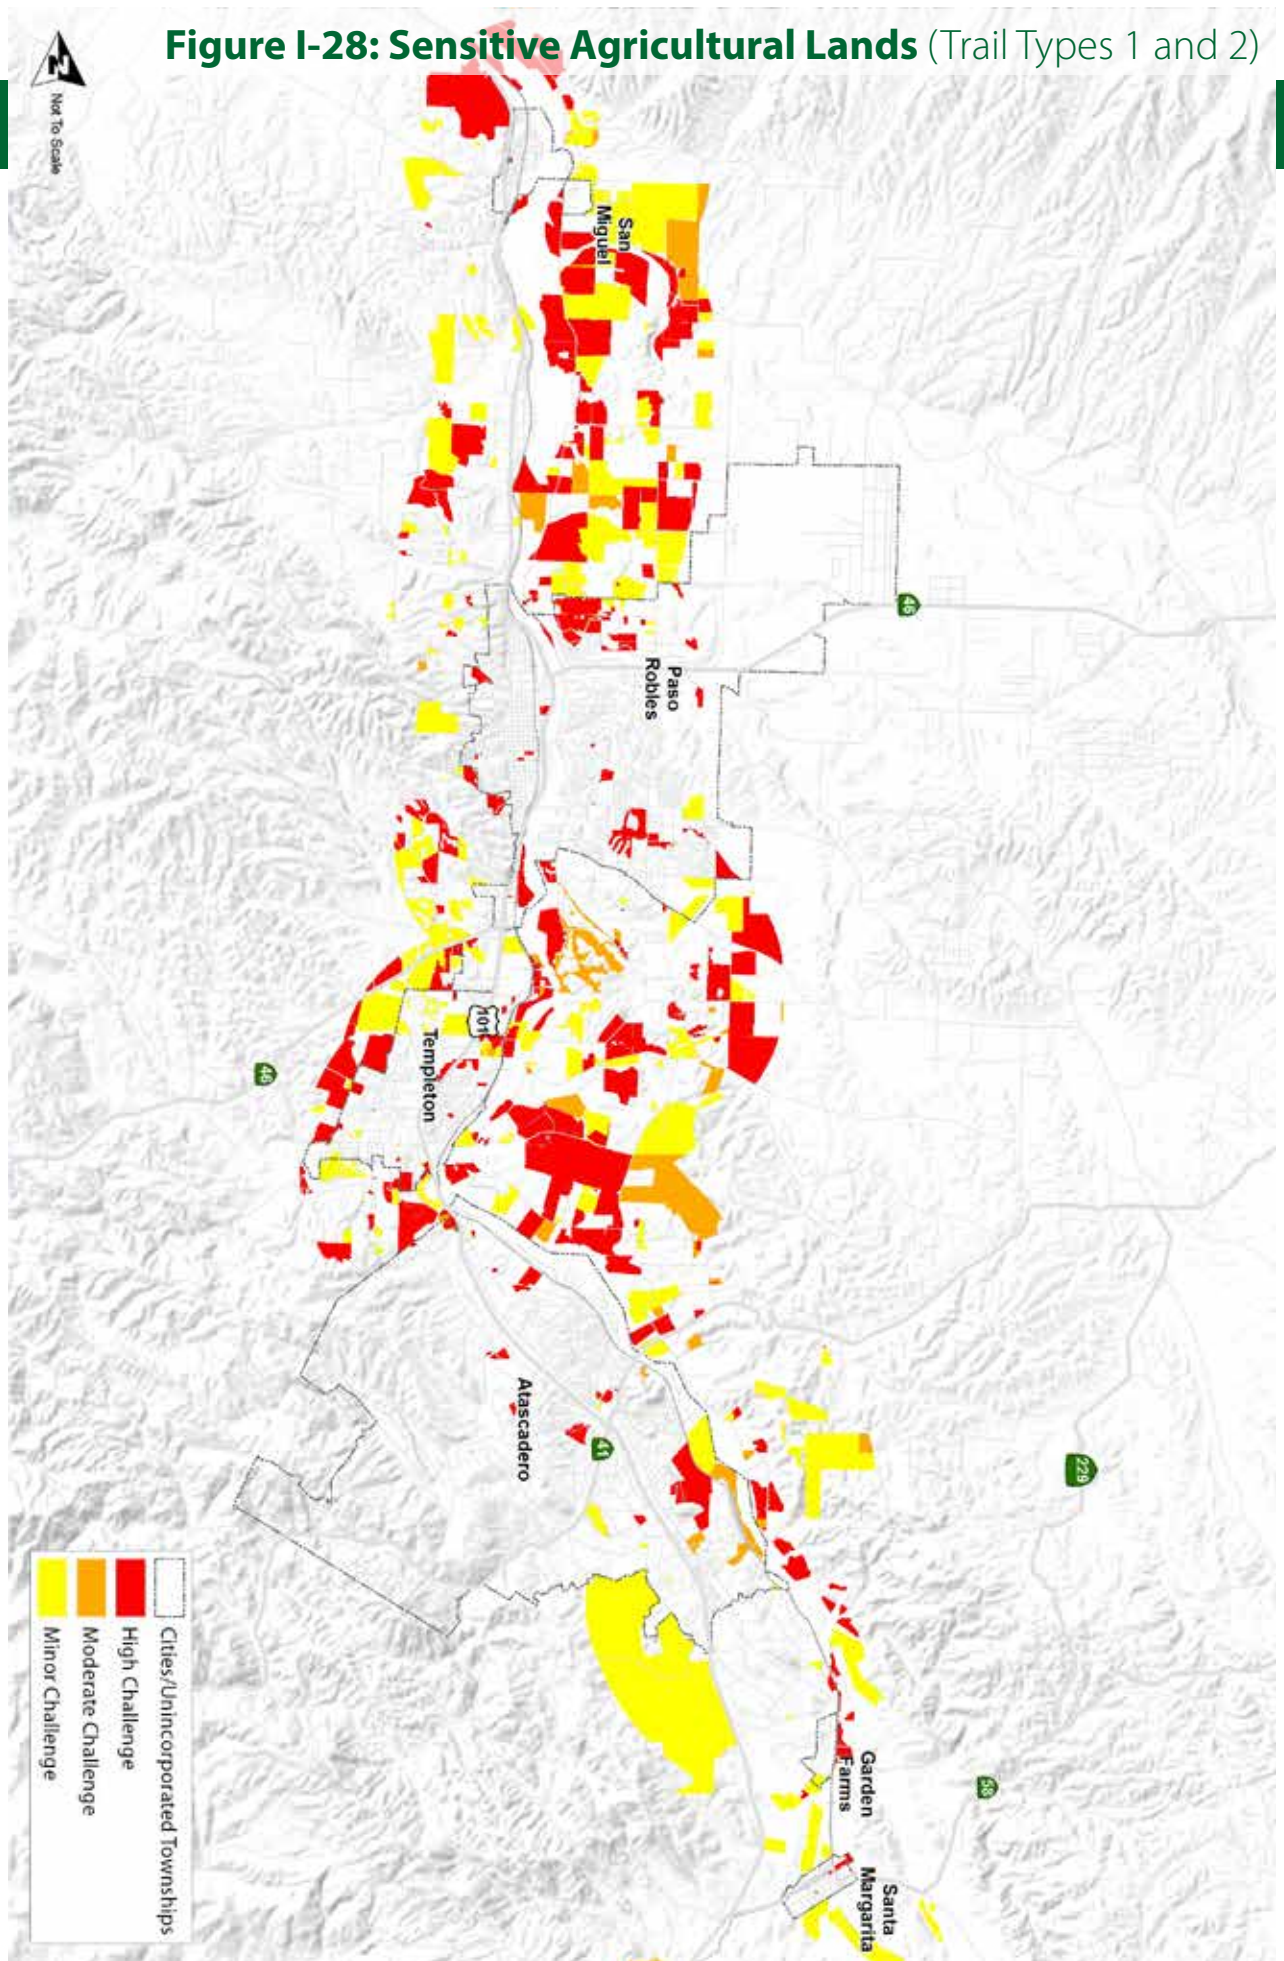 Figure I-28: Sensitive Agricultural Lands (Trail Types 1 and 2)
N
Not To Scale
San
Miguel
46
Paso
Robles
101
Templeton
46
Atascadero
41
229
Garden
Farms
58
Santa
Margarita
Cities/Unincorporated Townships
High Challenge
Moderate Challenge
Minor Challenge